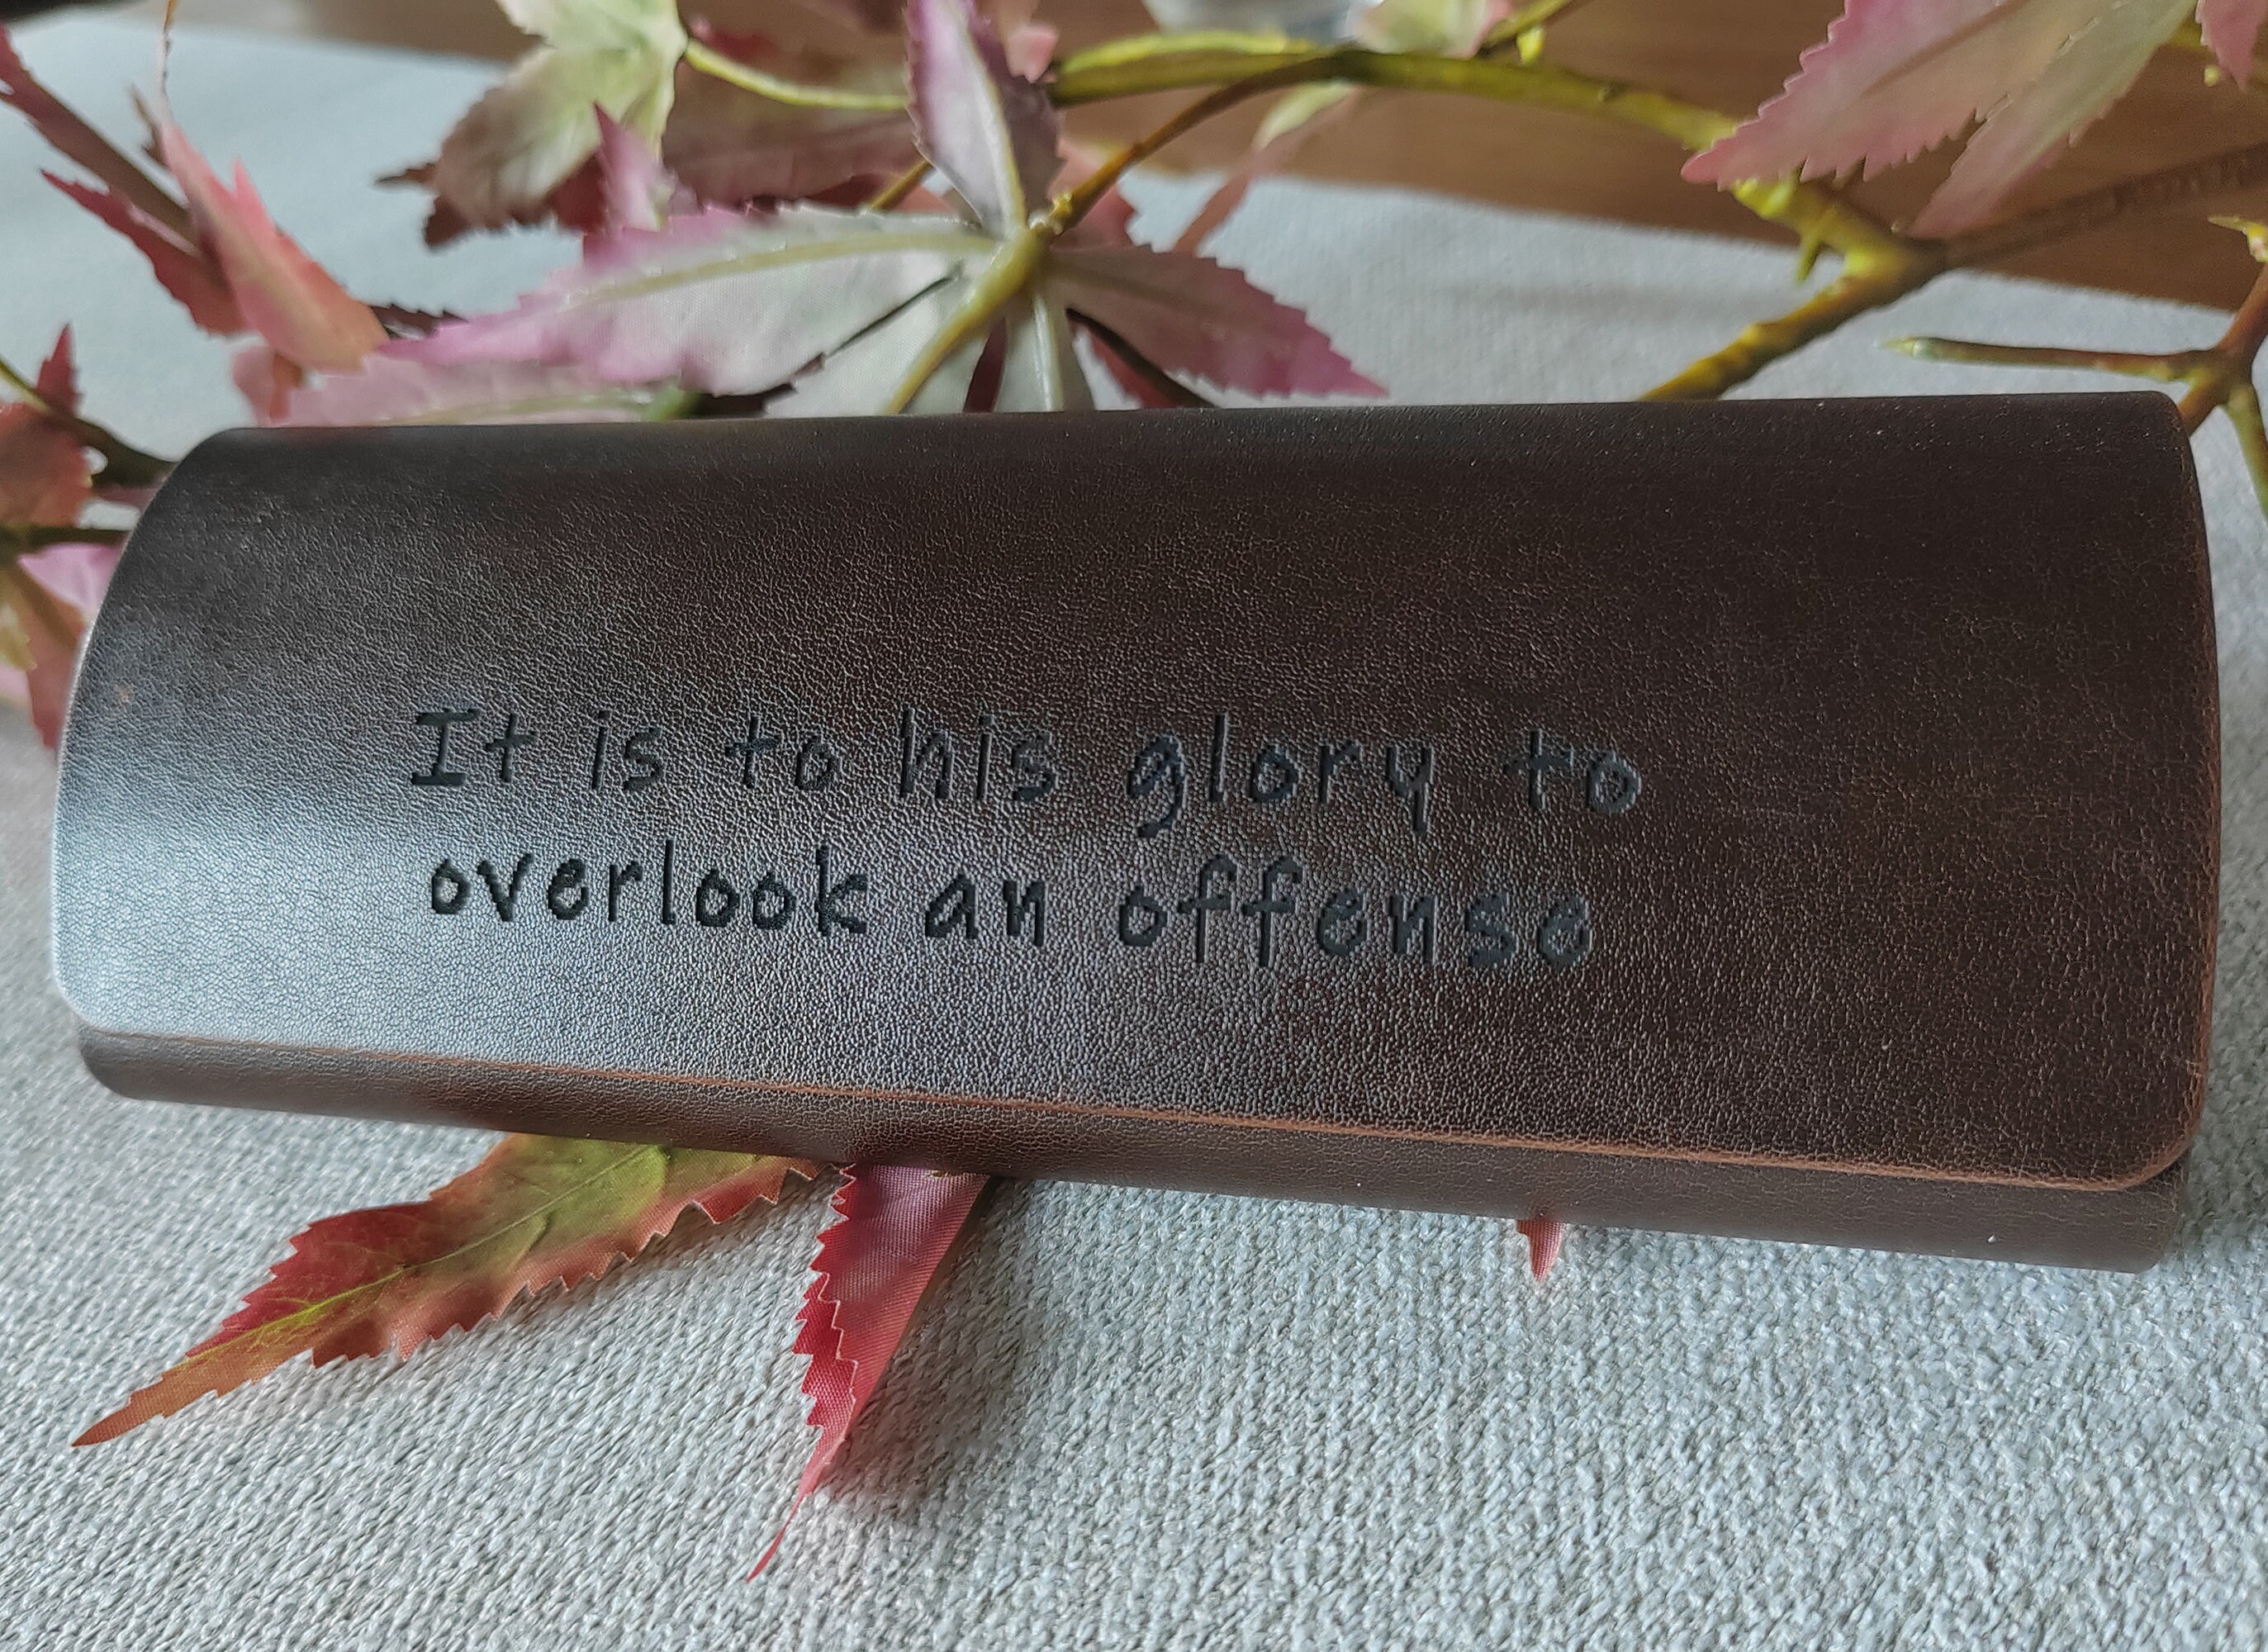 It is to his glory to
overlook an offense